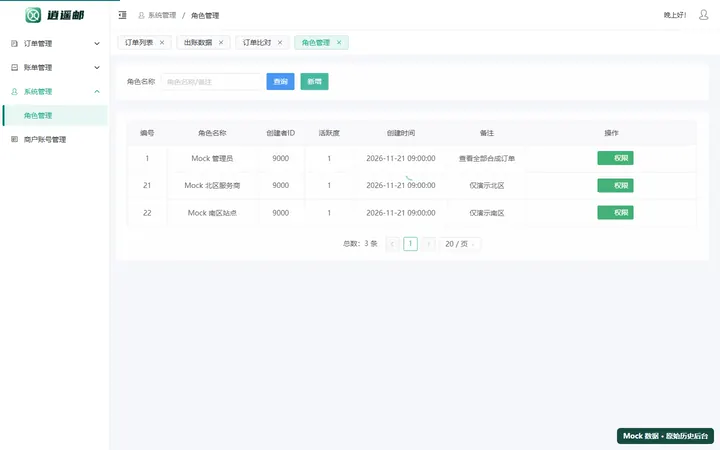 逍遥邮
系统管理 / 角色管理
晚上好!
订单管理
账单管理
系统管理
角色管理
商户账号管理
订单列表 ×
出账数据 ×
订单比对 ×
角色管理 ×
角色名称 角色名称/备注 查询 新增
编号 角色名称 创建者ID 活跃度 创建时间 备注 操作
1 Mock 管理员 9000 1 2026-11-21 09:00:00 查看全部合成订单 权限
21 Mock 北区服务商 9000 1 2026-11-21 09:00:00 仅演示北区 权限
22 Mock 南区站点 9000 1 2026-11-21 09:00:00 仅演示南区 权限
总数: 3 条 < 1 > 20 / 页
Mock 数据 · 原始历史后台